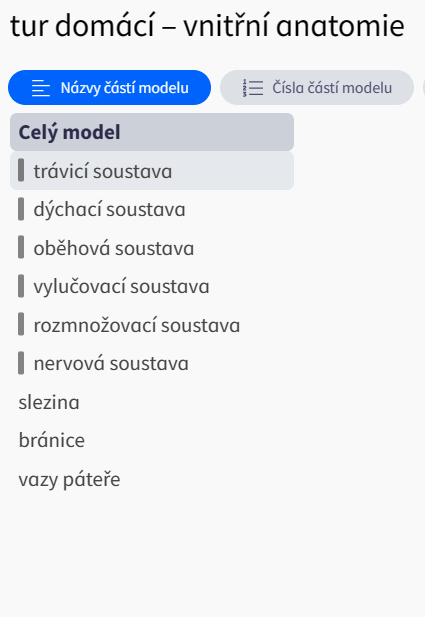 tur domácí – vnitřní anatomie
Názvy částí modelu
Čísla částí modelu
Celý model
trávicí soustava
dýchací soustava
oběhová soustava
vylučovací soustava
rozmnožovací soustava
nervová soustava
slezina
bránice
vazy páteře